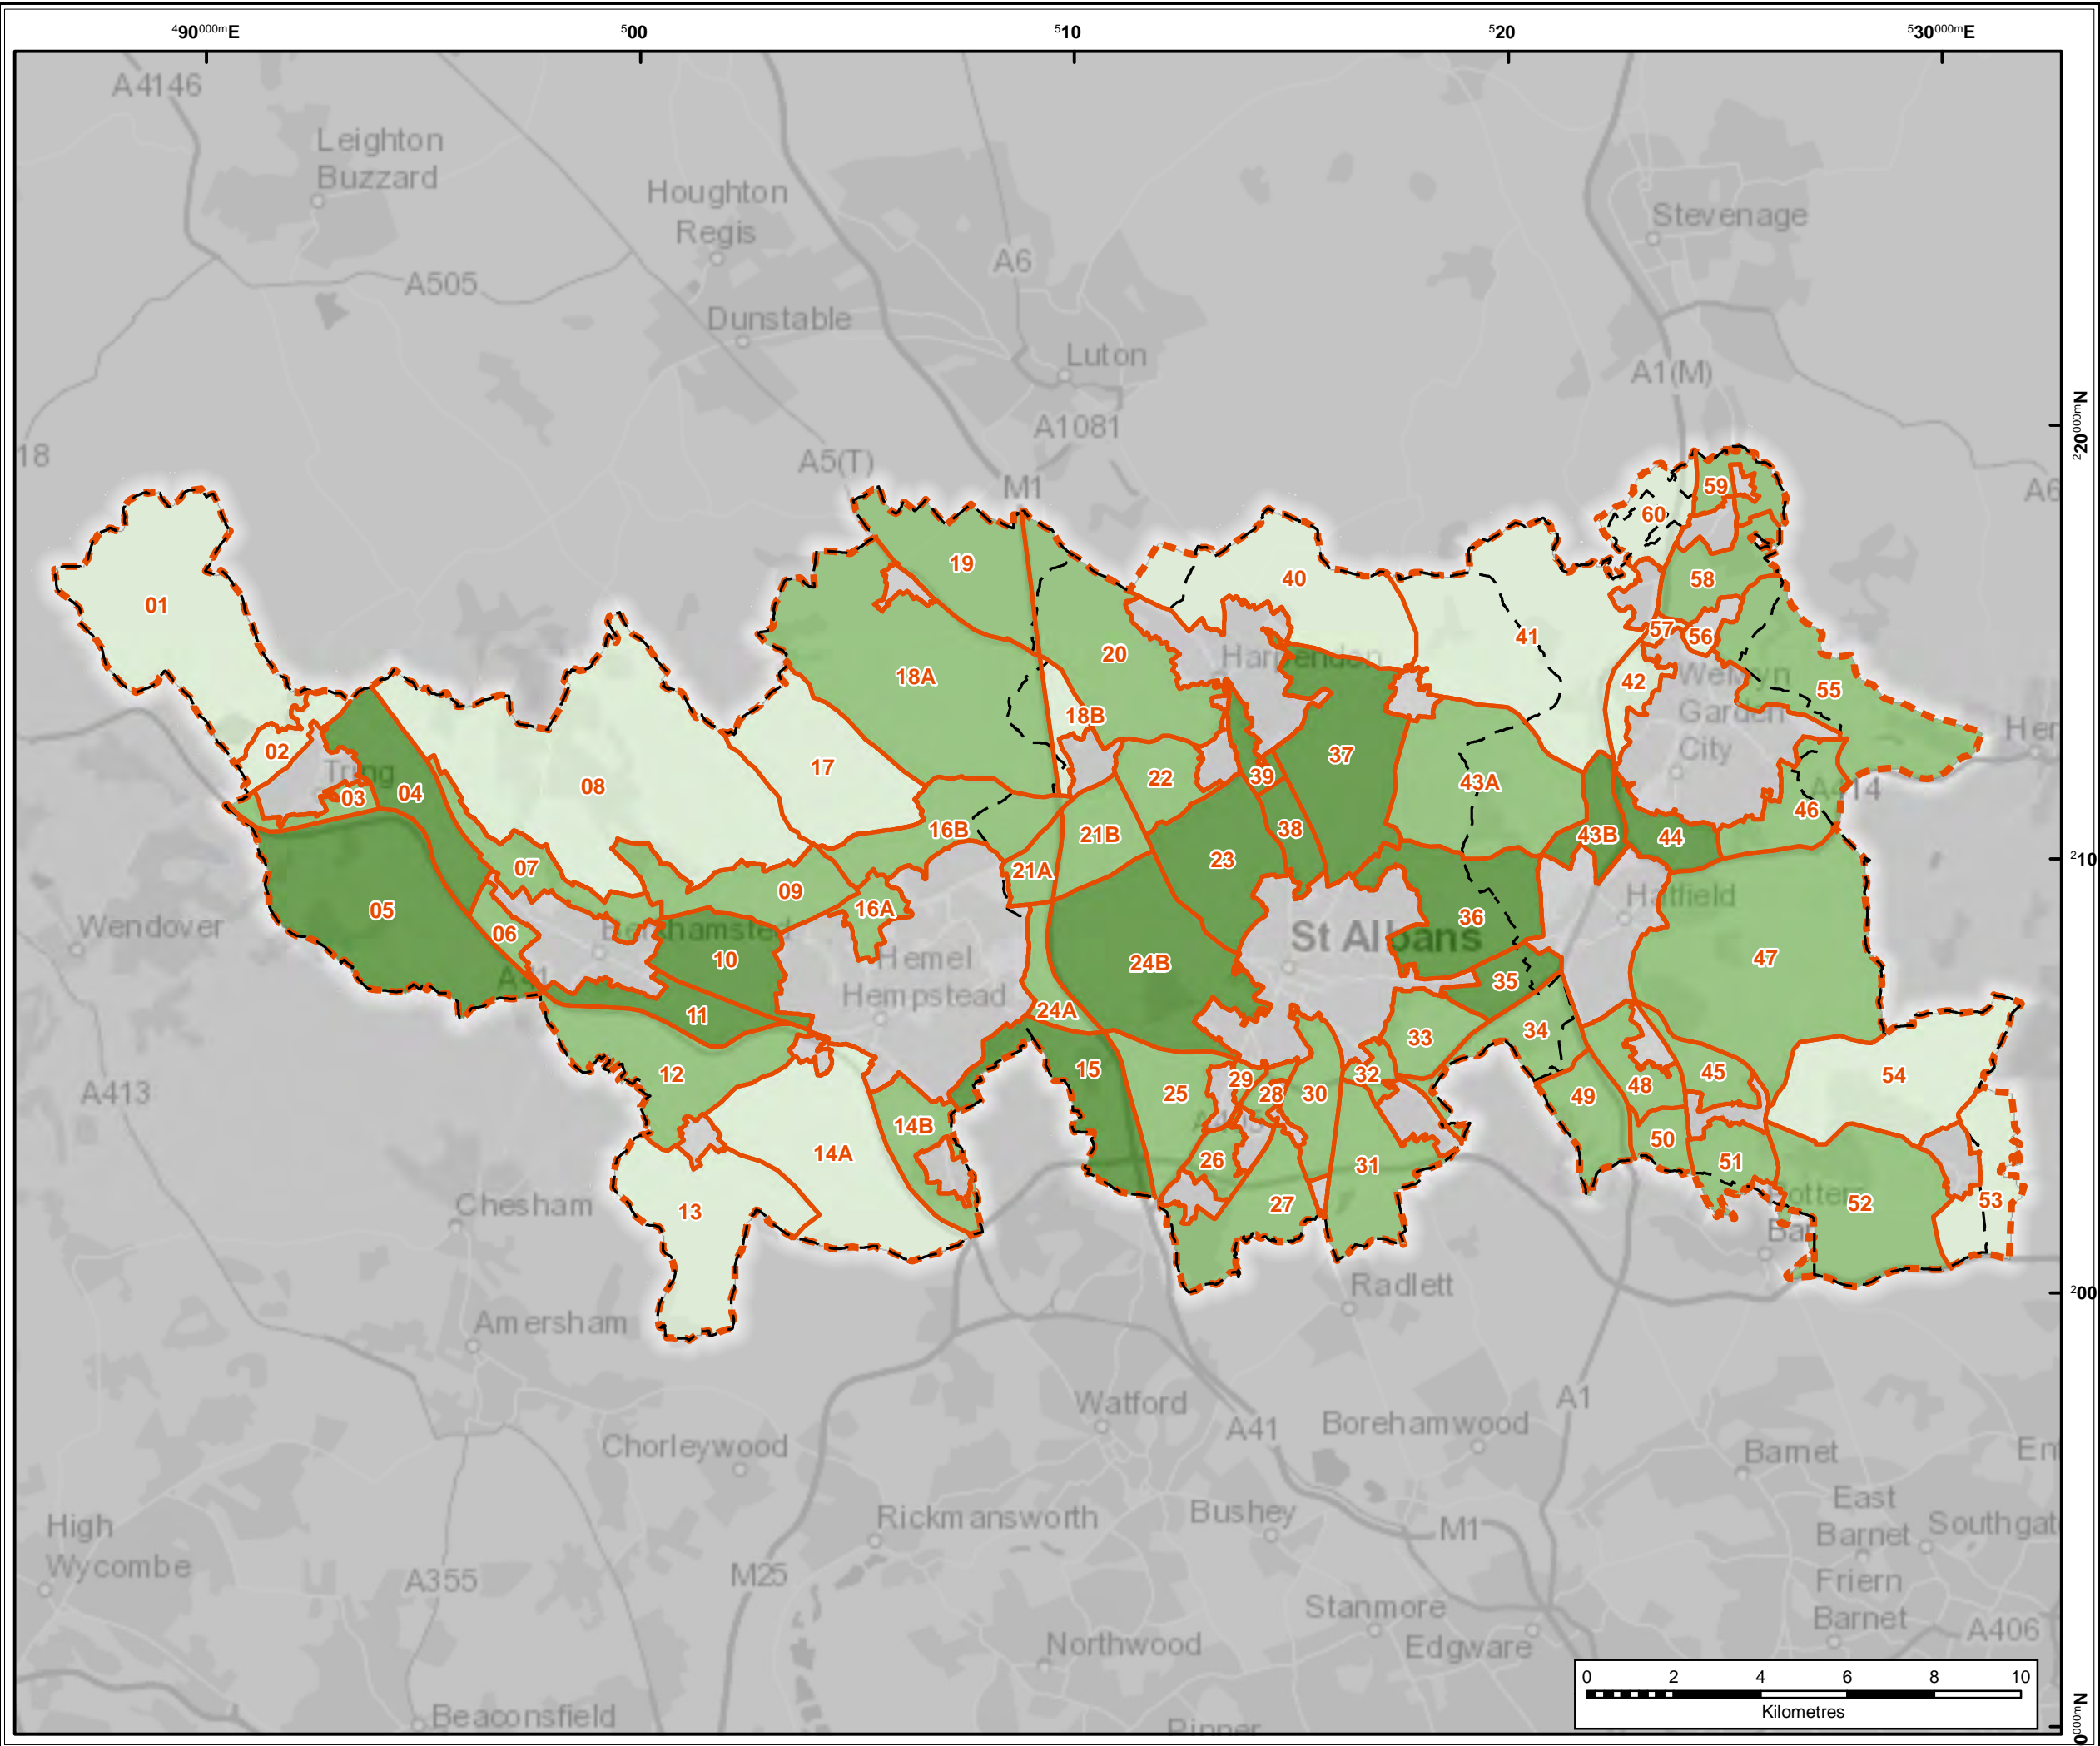 490000mE
500
510
520
530000mE
A4146
Leighton
Buzzard
Houghton
Regis
A6
Stevenage
A505
Dunstable
Luton
A1(M)
A1081
220000mN
18
A5(T)
M1
A6
59
60
19
40
58
01
41
57
56
20
Harpenden
18A
42
Welwyn
Garden
City
55
18B
Her
02
Tring
03
04
08
17
22
39
37
43A
A414
46
16B
21B
38
43B
44
210
07
21A
23
09
16A
Hatfield
05
06
Berkhamsted
36
Wendover
St Albans
10
24B
47
Hemel
Hempstead
A41
35
11
24A
34
33
12
15
32
45
54
A413
25
29
28
30
48
49
14B
A405
50
14A
26
31
51
Chesham
13
27
Potters
Bar
52
53
Radlett
200
Amersham
Watford
A41
Borehamwood
A1
Chorleywood
Barnet
En
High
Wycombe
Rickmansworth
Bushey
M1
East
Barnet
Southgat
A355
M25
Friern
Barnet
Stanmore
Edgware
A406
Northwood
0 2 4 6 8 10
Kilometres
Beaconsfield
Pinner
0000mN